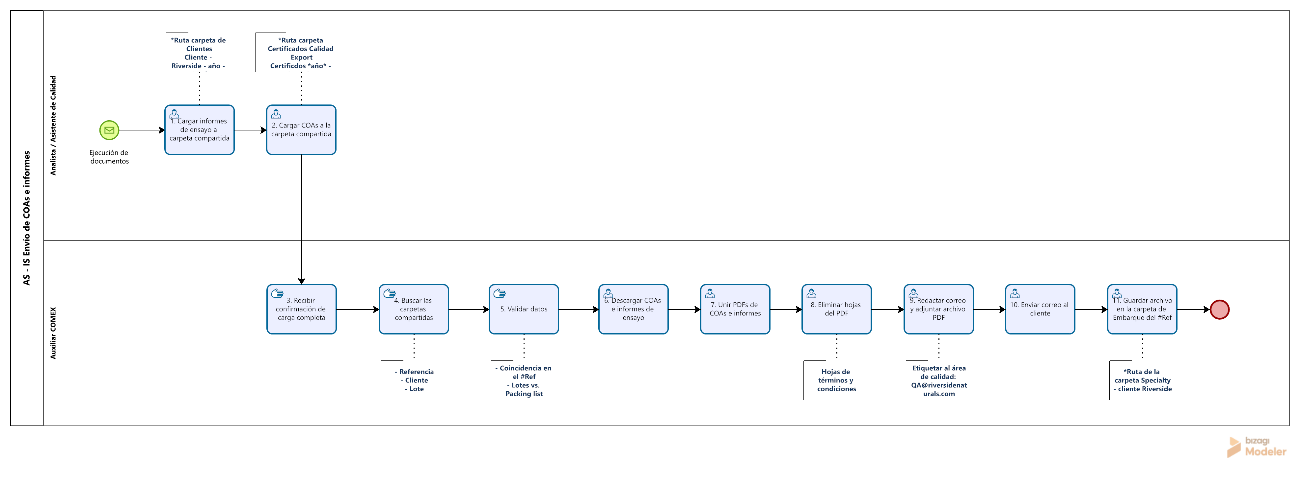 AS - IS Envío de COAs e informes
Analista / Asistente de Calidad
*Ruta carpeta de
Clientes
Cliente -
Riverside - año -
*Ruta carpeta
Certificados Calidad
Export
Certificdos *año* -
Ejecución de
documentos
1. Cargar informes
de ensayo a
carpeta compartida
2. Cargar COAs a la
carpeta compartida
Auxiliar COMEX
3. Recibir
confirmación de
carga completa
4. Buscar las
carpetas
compartidas
5. Validar datos
6. Descargar COAs
e informes de
ensayo
7. Unir PDFs de
COAs e informes
8. Eliminar hojas
del PDF
9. Redactar correo
y adjuntar archivo
PDF
10. Enviar correo al
cliente
11. Guardar archivo
en la carpeta de
Embarque del #Ref
- Referencia
- Cliente
- Lote
- Coincidencia en
el #Ref
- Lotes vs.
Packing list
Hojas de
términos y
condiciones
Etiquetar al área
de calidad:
QA@riversidenat
urals.com
*Ruta de la
carpeta Specialty
- cliente Riverside
bizagi
Modeler